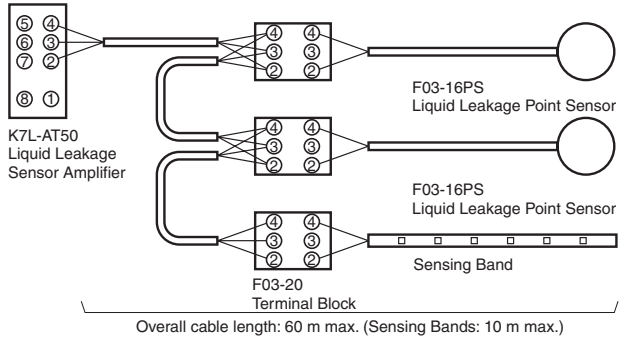 ⑤ ④ ④ ④
⑥ ③ ③ ③
⑦ ② ② ②
F03-16PS
Liquid Leakage Point Sensor
⑧ ①
K7L-AT50
Liquid Leakage
Sensor Amplifier
④ ④
③ ③
② ②
F03-16PS
Liquid Leakage Point Sensor
④ ④
③ ③
② ②
Sensing Band
F03-20
Terminal Block
Overall cable length: 60 m max. (Sensing Bands: 10 m max.)